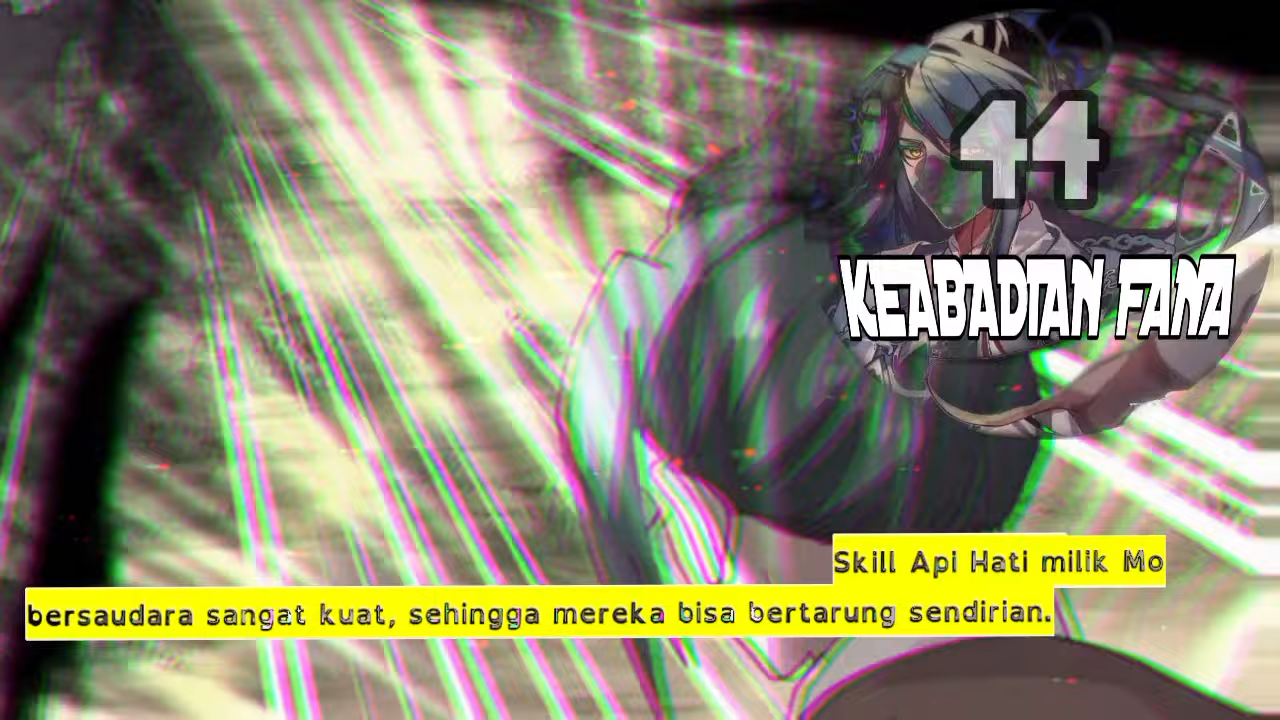 44
KEABADIAN FANA
Skill Api Hati milik Mo
bersaudara sangat kuat, sehingga mereka bisa bertarung sendirian.